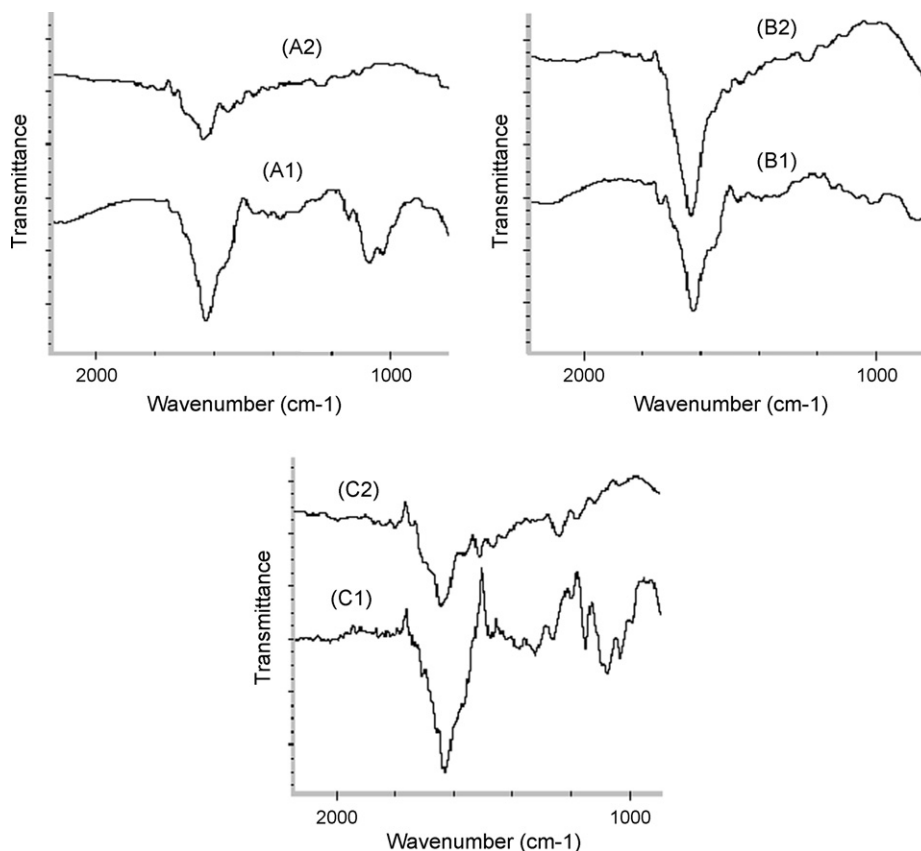 (A2)
(A1)
Transmittance
2000
1000
Wavenumber (cm-1)
(B2)
(B1)
Transmittance
2000
1000
Wavenumber (cm-1)
(C2)
(C1)
Transmittance
2000
1000
Wavenumber (cm-1)